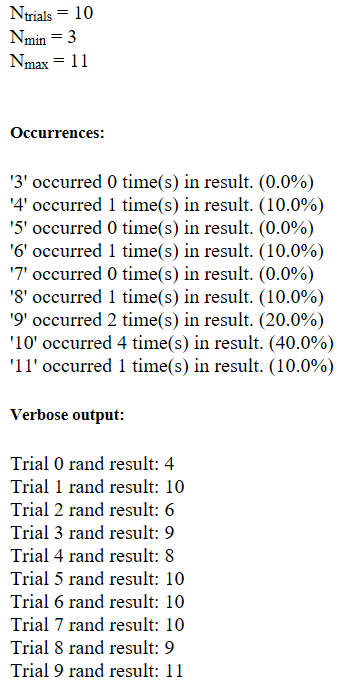 Ntrials = 10
Nmin = 3
Nmax = 11
Occurrences:
'3' occurred 0 time(s) in result. (0.0%)
'4' occurred 1 time(s) in result. (10.0%)
'5' occurred 0 time(s) in result. (0.0%)
'6' occurred 1 time(s) in result. (10.0%)
'7' occurred 0 time(s) in result. (0.0%)
'8' occurred 1 time(s) in result. (10.0%)
'9' occurred 2 time(s) in result. (20.0%)
'10' occurred 4 time(s) in result. (40.0%)
'11' occurred 1 time(s) in result. (10.0%)
Verbose output:
Trial 0 rand result: 4
Trial 1 rand result: 10
Trial 2 rand result: 6
Trial 3 rand result: 9
Trial 4 rand result: 8
Trial 5 rand result: 10
Trial 6 rand result: 10
Trial 7 rand result: 10
Trial 8 rand result: 9
Trial 9 rand result: 11